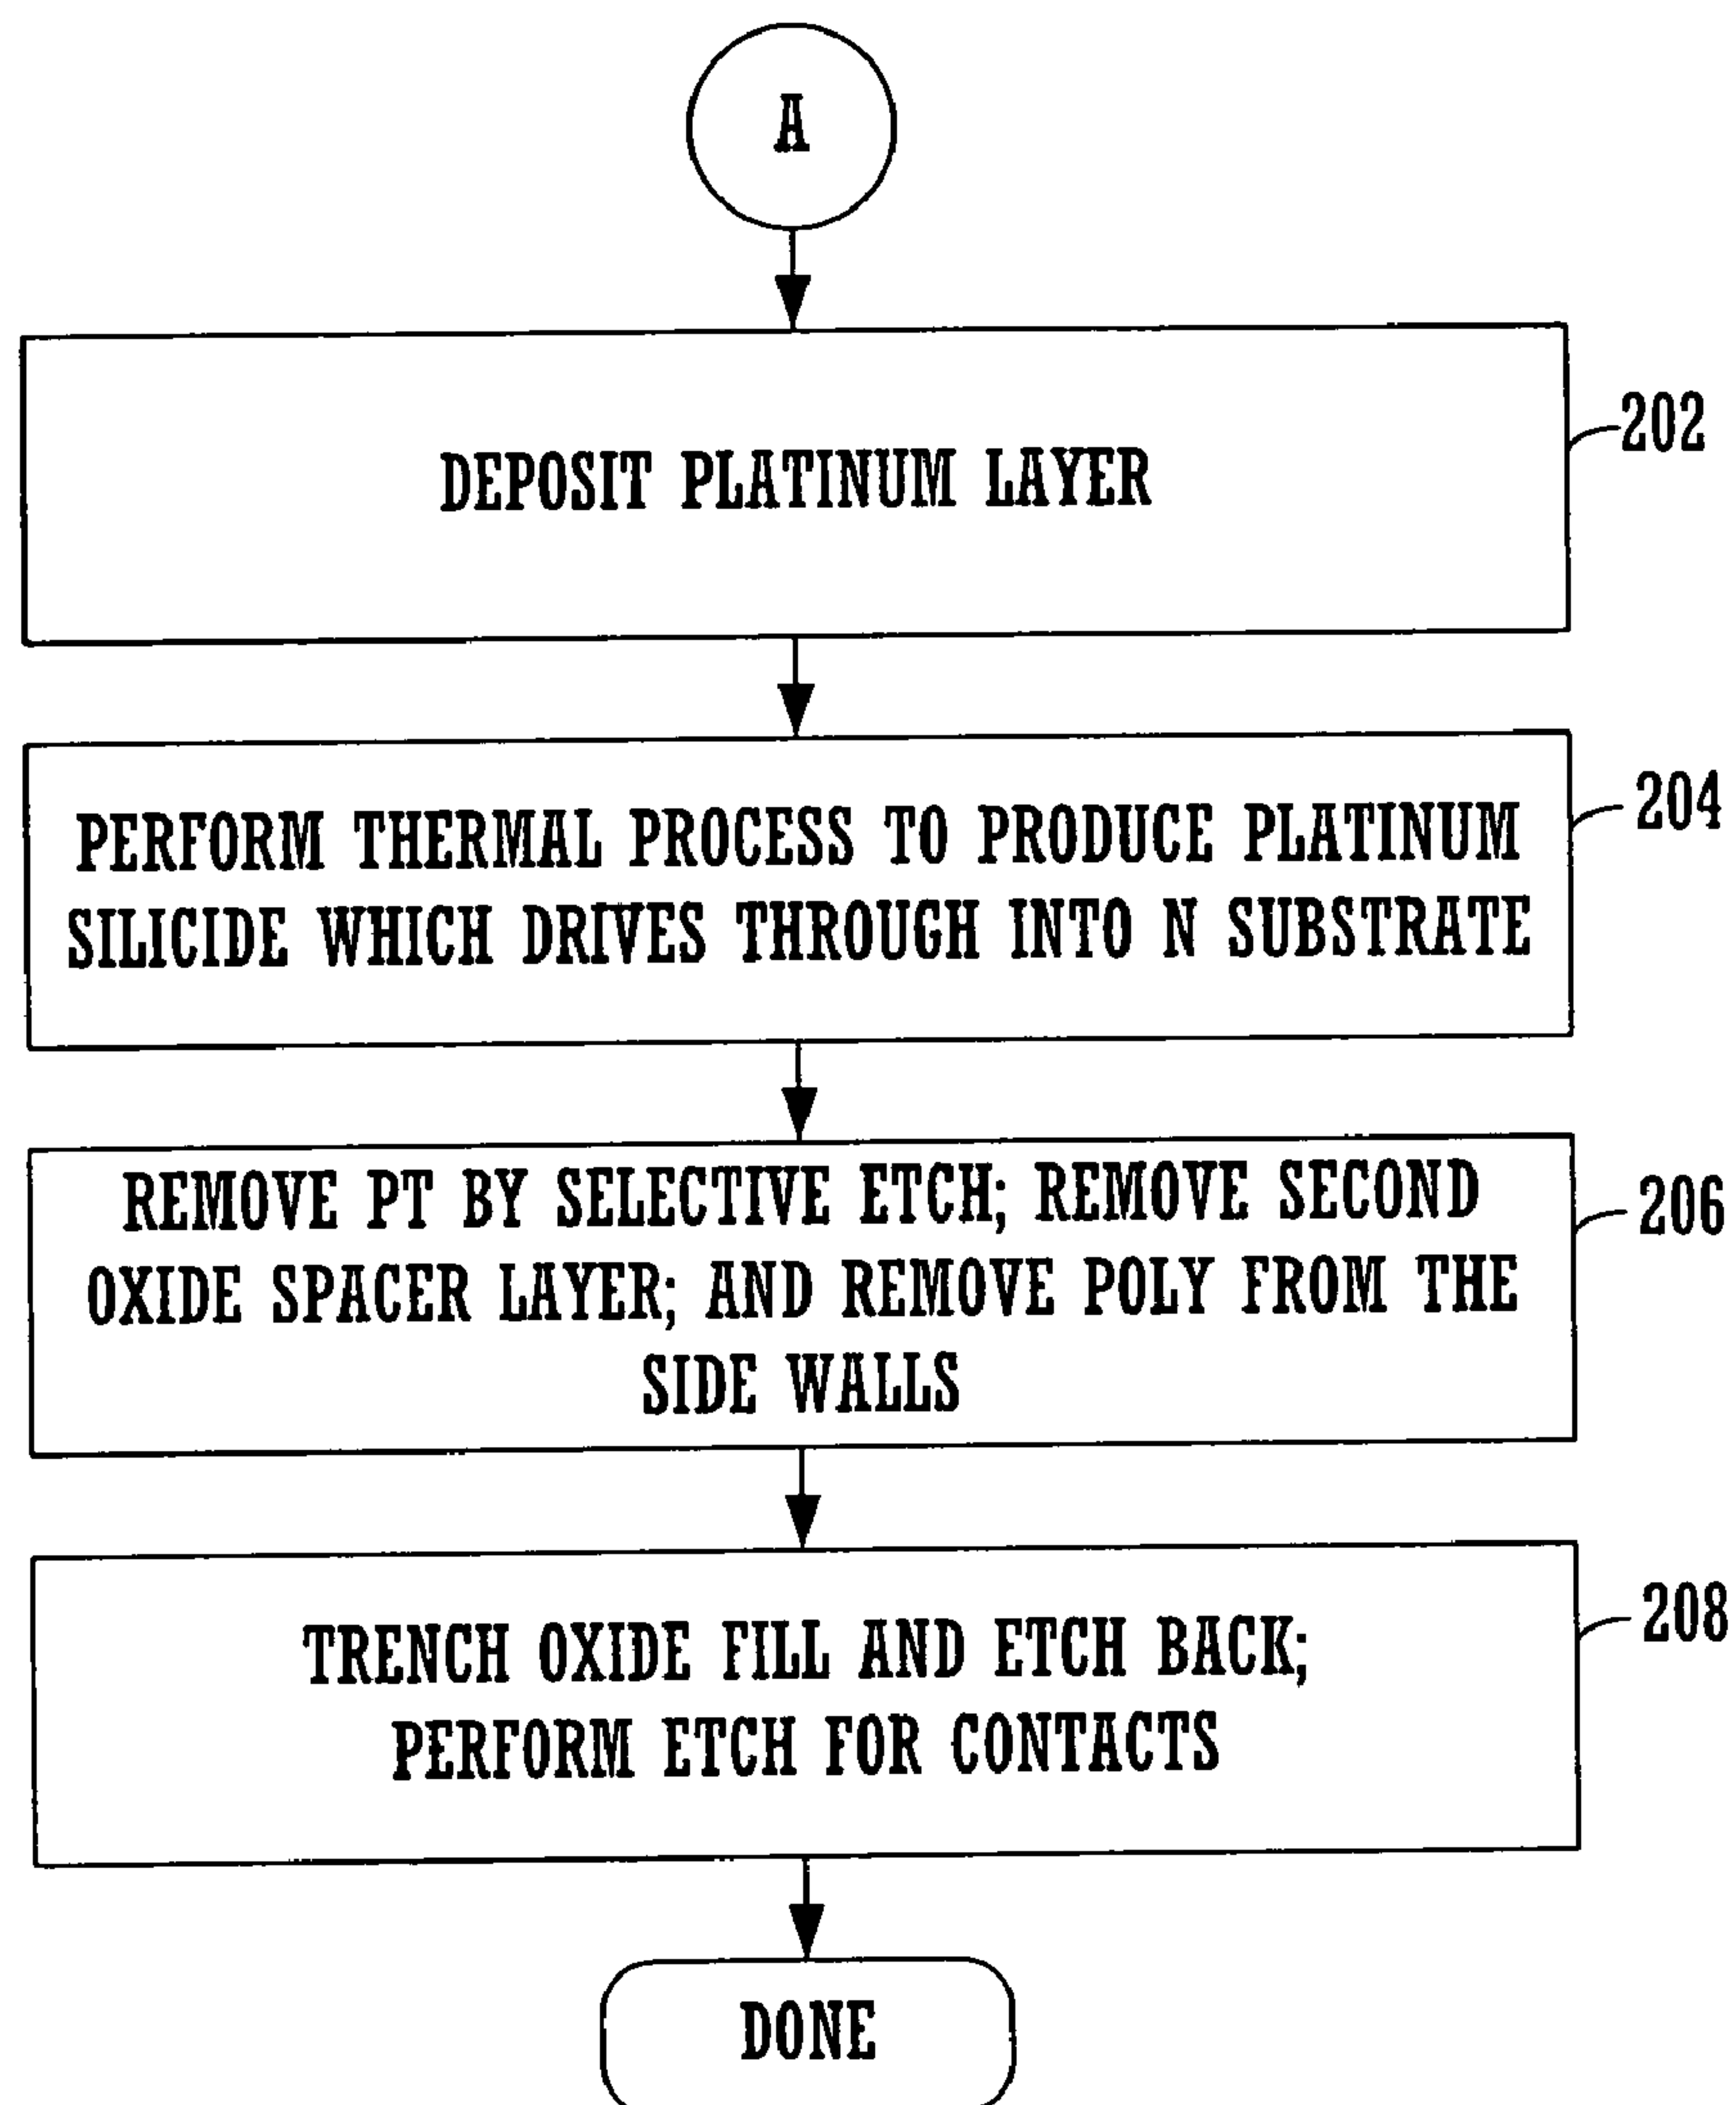 A
DEPOSIT PLATINUM LAYER
202
PERFORM THERMAL PROCESS TO PRODUCE PLATINUM
SILICIDE WHICH DRIVES THROUGH INTO N SUBSTRATE
204
REMOVE PT BY SELECTIVE ETCH; REMOVE SECOND
OXIDE SPACER LAYER; AND REMOVE POLY FROM THE
SIDE WALLS
206
TRENCH OXIDE FILL AND ETCH BACK;
PERFORM ETCH FOR CONTACTS
208
DONE